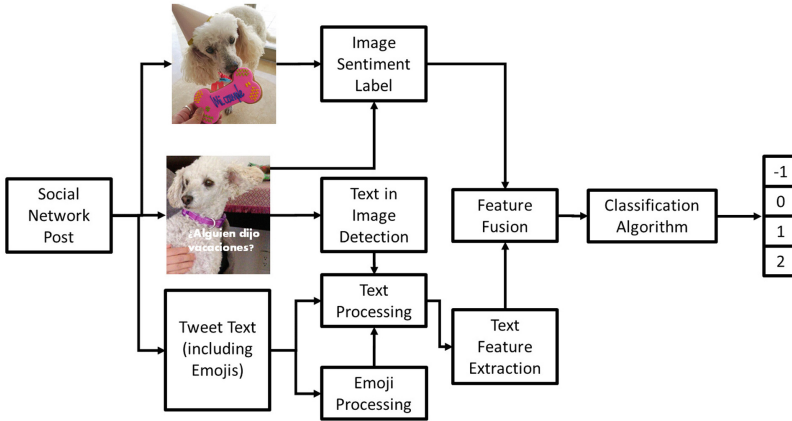 Social
Network
Post
Image
Sentiment
Label
¿Alguien dijo
vacaciones?
Text in
Image
Detection
Tweet Text
(including
Emojis)
Text
Processing
Emoji
Processing
Text
Feature
Extraction
Feature
Fusion
Classification
Algorithm
-1
0
1
2